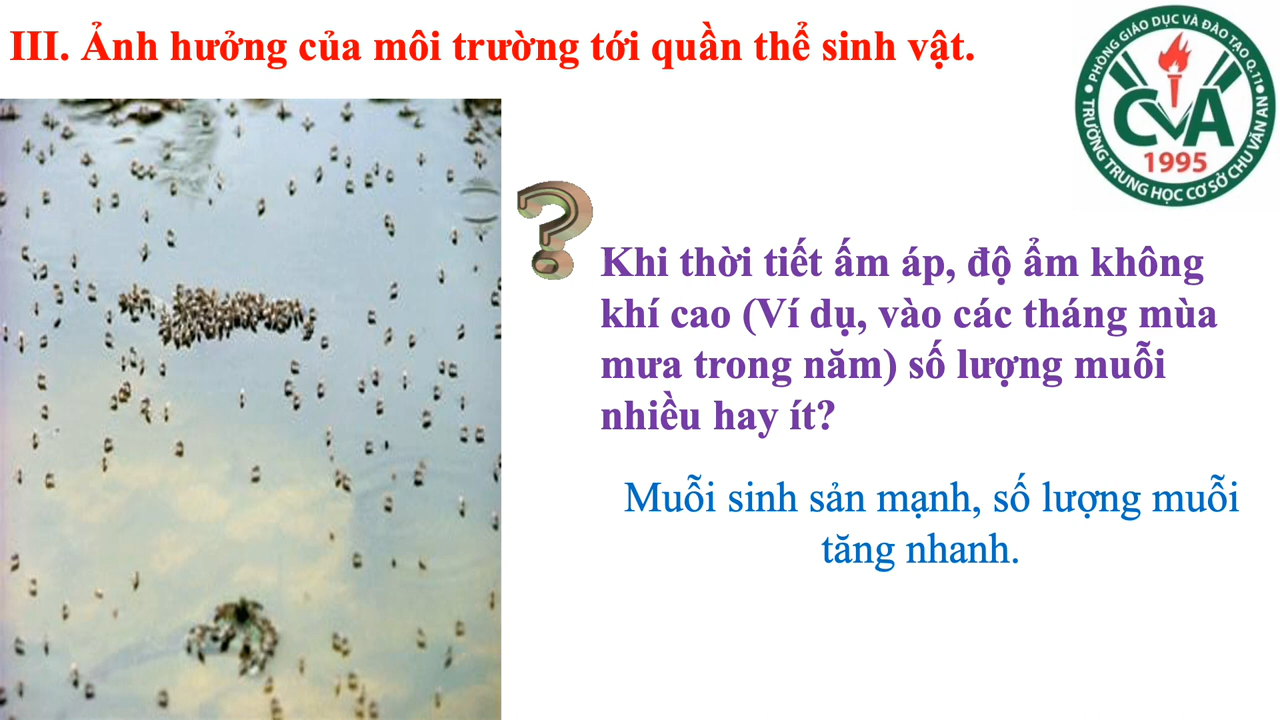 III. Ảnh hưởng của môi trường tới quần thể sinh vật.
PHÒNG GIÁO DỤC VÀ ĐÀO TẠO Q.11
CVA
1995
TRƯỜNG TRUNG HỌC CƠ SỞ CHU VĂN AN
?
Khi thời tiết ấm áp, độ ẩm không
khí cao (Ví dụ, vào các tháng mùa
mưa trong năm) số lượng muỗi
nhiều hay ít?
Muỗi sinh sản mạnh, số lượng muỗi
tăng nhanh.